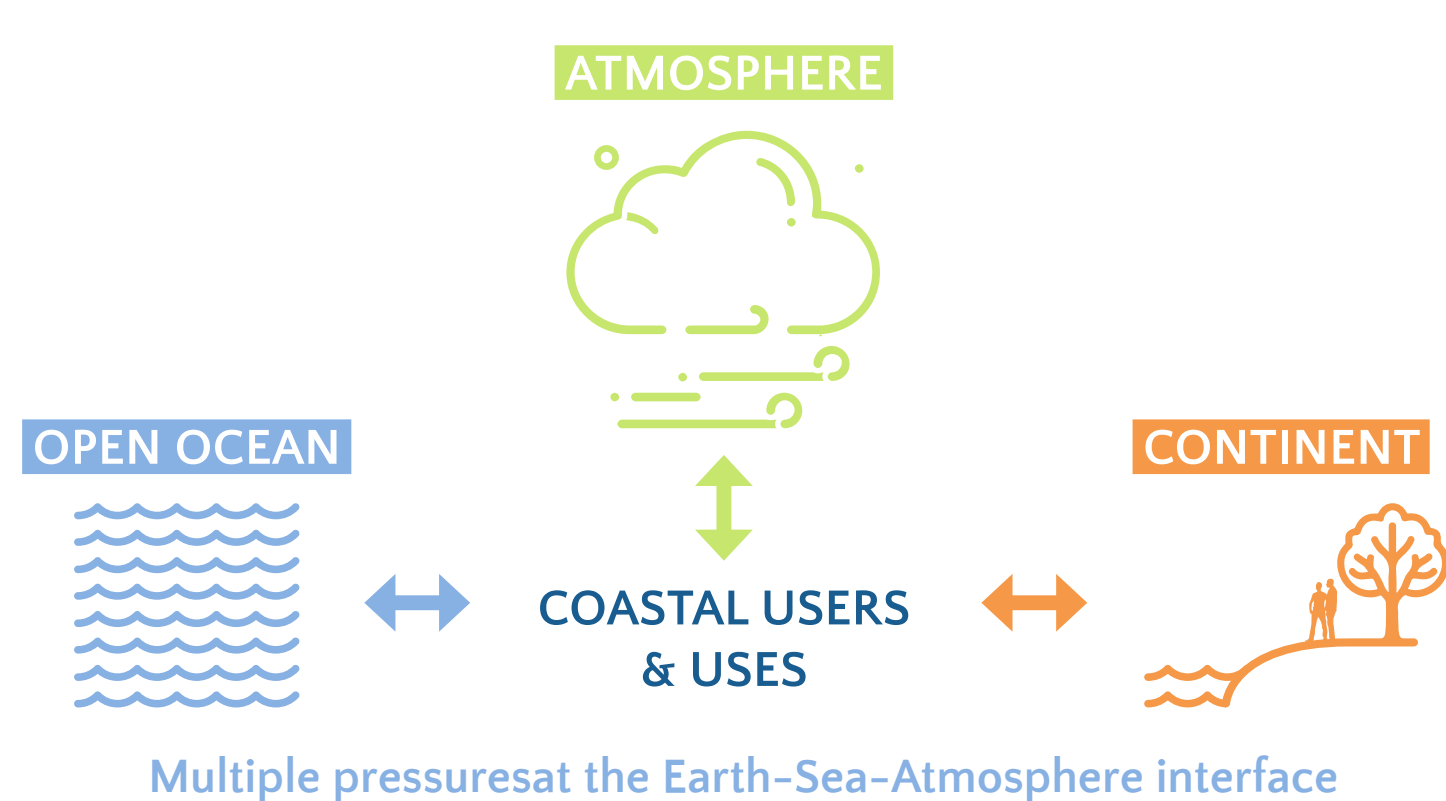 ATMOSPHERE
OPEN OCEAN
CONTINENT
COASTAL USERS
& USES
Multiple pressuresat the Earth-Sea-Atmosphere interface